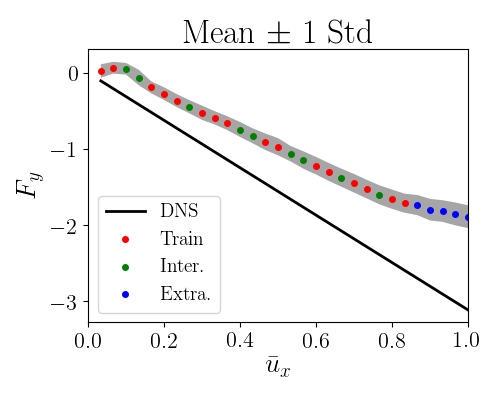 Mean ± 1 Std
F_y
0
−1
−2
−3
DNS
Train
Inter.
Extra.
0.0 0.2 0.4 0.6 0.8 1.0
ū_x